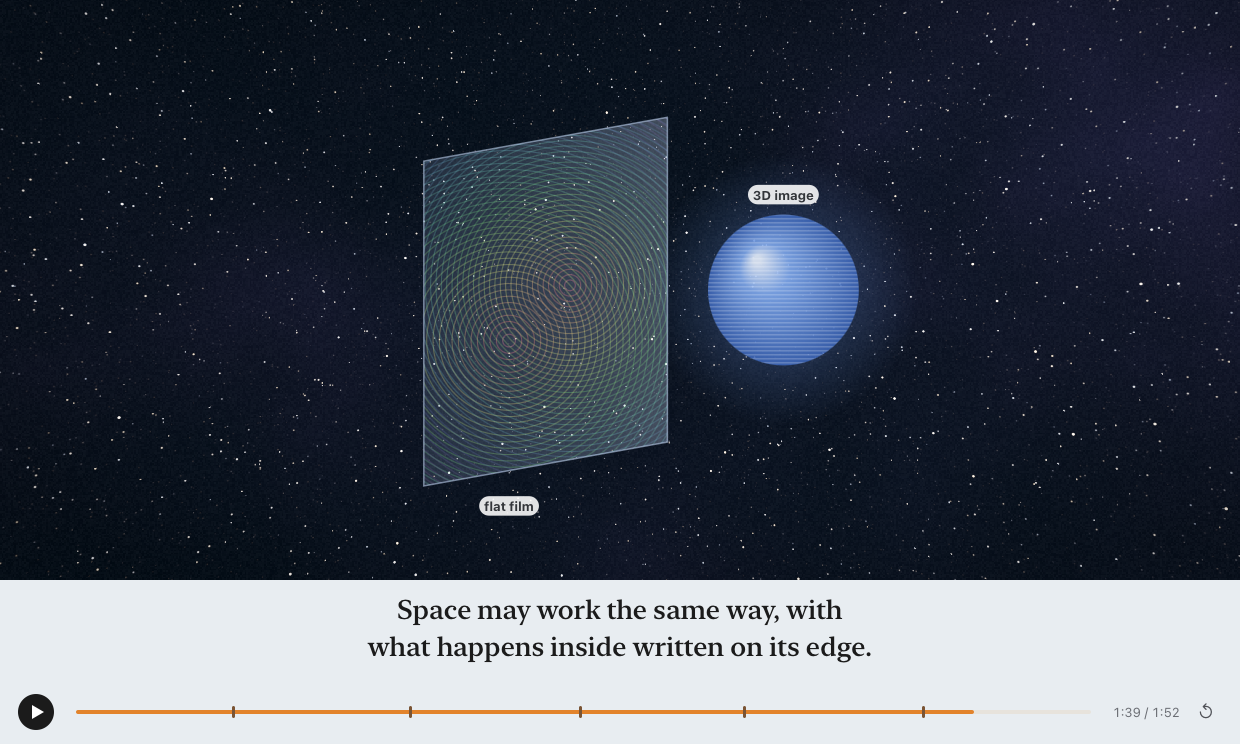 3D image
flat film
Space may work the same way, with
what happens inside written on its edge.
1:39 / 1:52